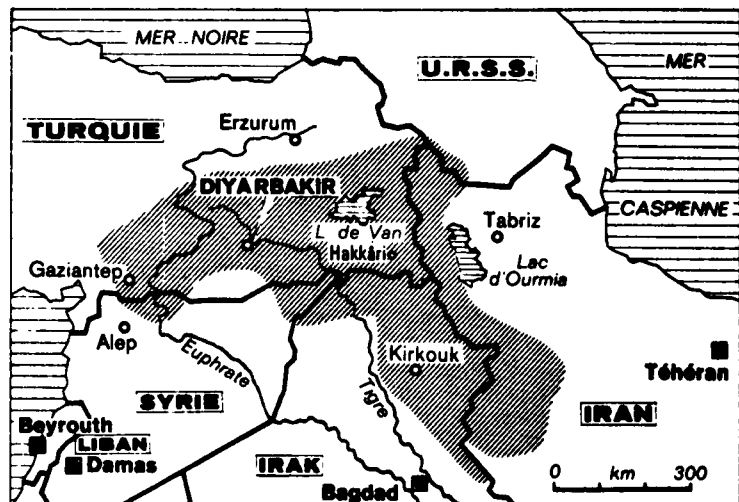 MER NOIRE
U.R.S.S.
MER
CASPIENNE
TURQUIE
Erzurum
DIYARBAKIR
L. de Van
Hakkâri
Tabriz
Lac
d'Ourmia
Gaziantep
Alep
Euphrate
Kirkouk
Tigre
Téhéran
SYRIE
IRAN
Beyrouth
LIBAN
Damas
IRAK
Bagdad
0 km 300